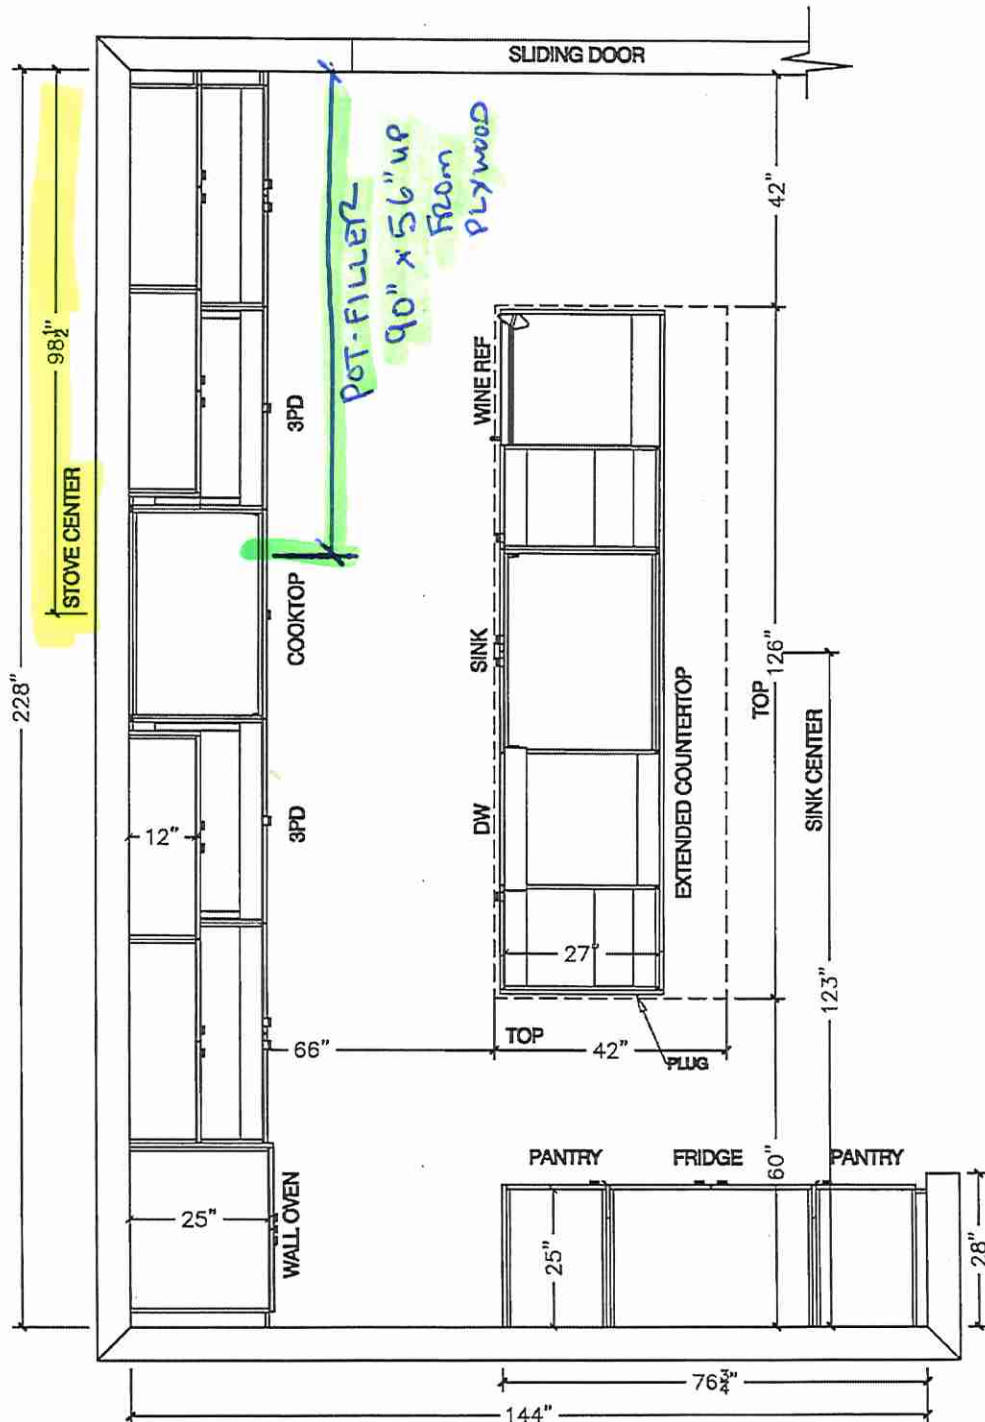 SLIDING DOOR
42"
POT-FILLER
90" x 56" UP
FROM
PLYWOOD
98½"
STOVE CENTER
228"
3PD
COOKTOP
3PD
12"
WINE REF
SINK
DW
27"
EXTENDED COUNTERTOP
126"
TOP
SINK CENTER
123"
66"
TOP
42"
PLUG
PANTRY
FRIDGE
60"
PANTRY
25"
WALL OVEN
25"
28"
76¾"
144"